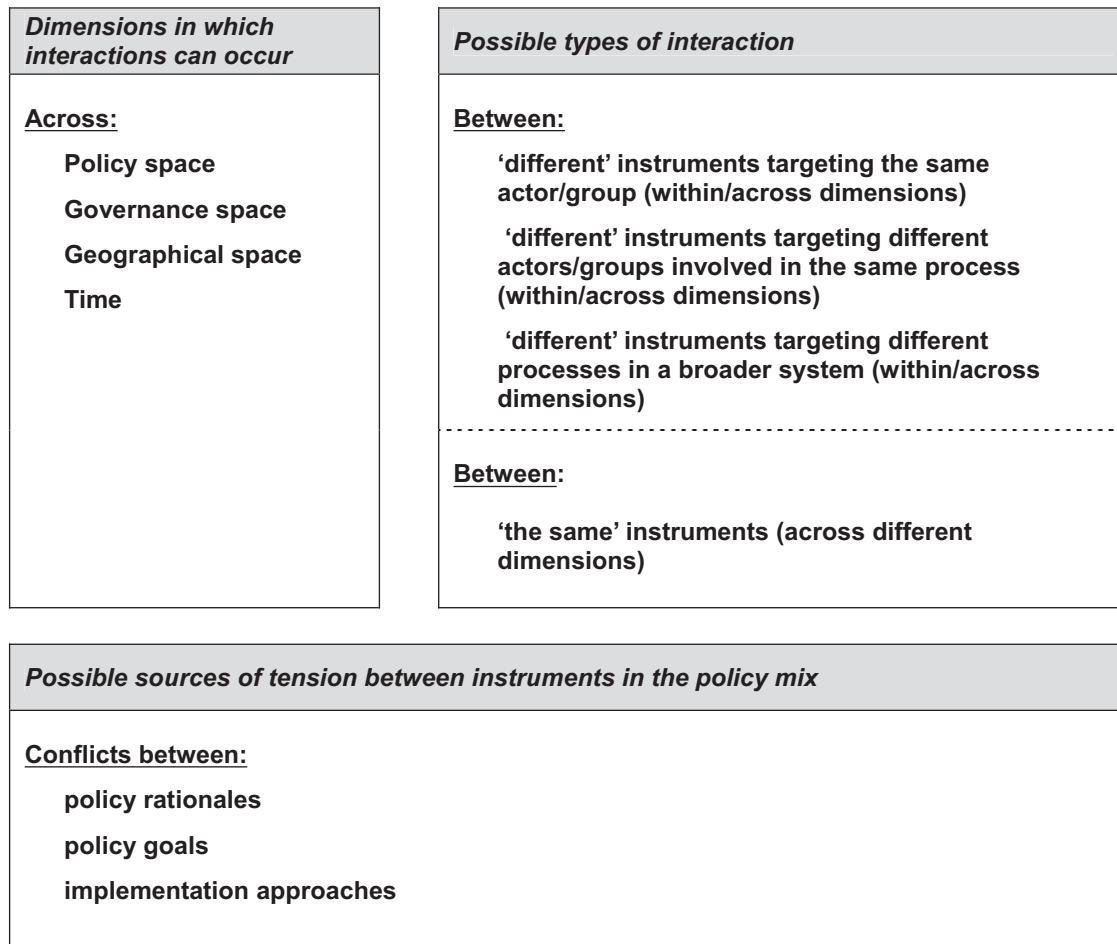 Dimensions in which
interactions can occur
Across:
Policy space
Governance space
Geographical space
Time
Possible types of interaction
Between:
‘different’ instruments targeting the same
actor/group (within/across dimensions)
‘different’ instruments targeting different
actors/groups involved in the same process
(within/across dimensions)
‘different’ instruments targeting different
processes in a broader system (within/across
dimensions)
Between:
‘the same’ instruments (across different
dimensions)
Possible sources of tension between instruments in the policy mix
Conflicts between:
policy rationales
policy goals
implementation approaches